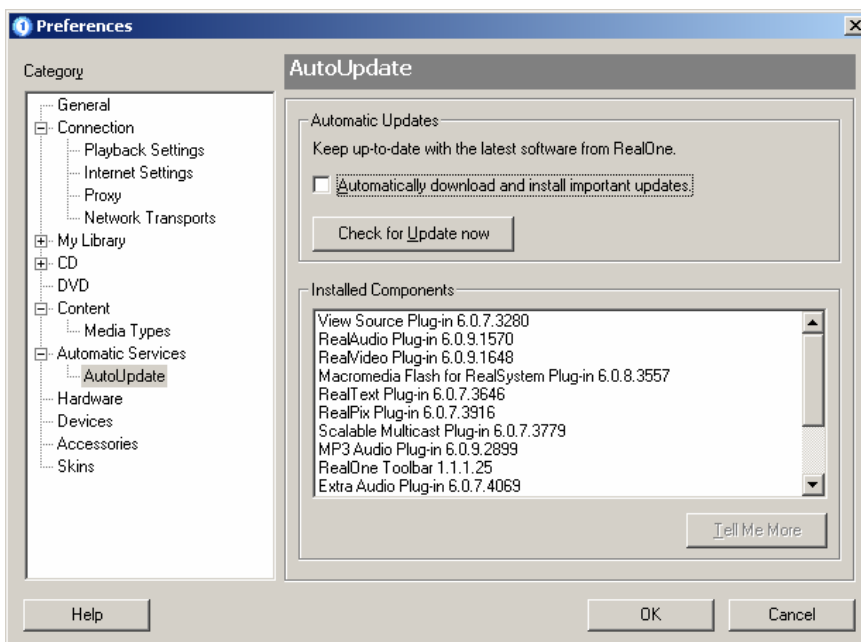 Preferences
Category
General
Connection
Playback Settings
Internet Settings
Proxy
Network Transports
My Library
CD
DVD
Content
Media Types
Automatic Services
AutoUpdate
Hardware
Devices
Accessories
Skins
AutoUpdate
Automatic Updates
Keep up-to-date with the latest software from RealOne.
Automatically download and install important updates.
Check for Update now
Installed Components
View Source Plug-in 6.0.7.3280
RealAudio Plug-in 6.0.9.1570
RealVideo Plug-in 6.0.9.1648
Macromedia Flash for RealSystem Plug-in 6.0.8.3557
RealText Plug-in 6.0.7.3646
RealPix Plug-in 6.0.7.3916
Scalable Multicast Plug-in 6.0.7.3779
MP3 Audio Plug-in 6.0.9.2899
RealOne Toolbar 1.1.1.25
Extra Audio Plug-in 6.0.7.4069
Tell Me More
Help
OK
Cancel